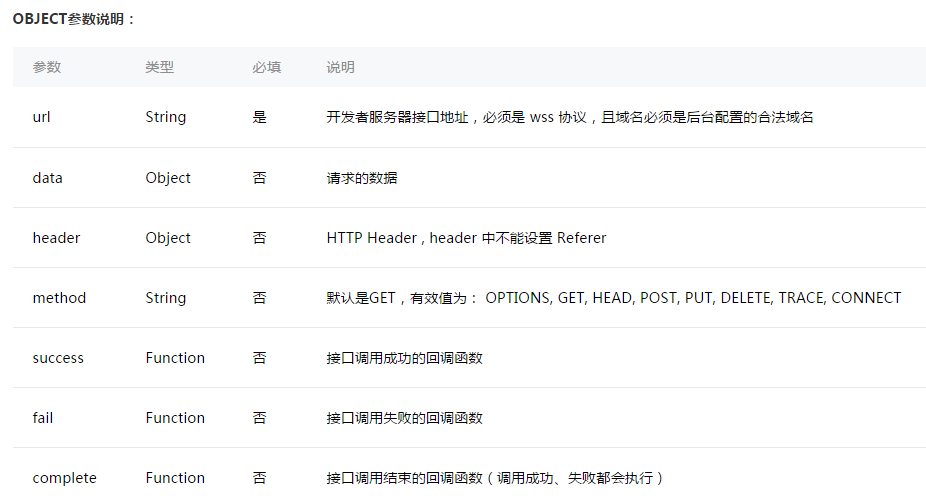 OBJECT参数说明：
参数 类型 必填 说明
url String 是 开发者服务器接口地址，必须是 wss 协议，且域名必须是后台配置的合法域名
data Object 否 请求的数据
header Object 否 HTTP Header , header 中不能设置 Referer
method String 否 默认是GET，有效值为： OPTIONS, GET, HEAD, POST, PUT, DELETE, TRACE, CONNECT
success Function 否 接口调用成功的回调函数
fail Function 否 接口调用失败的回调函数
complete Function 否 接口调用结束的回调函数（调用成功、失败都会执行）